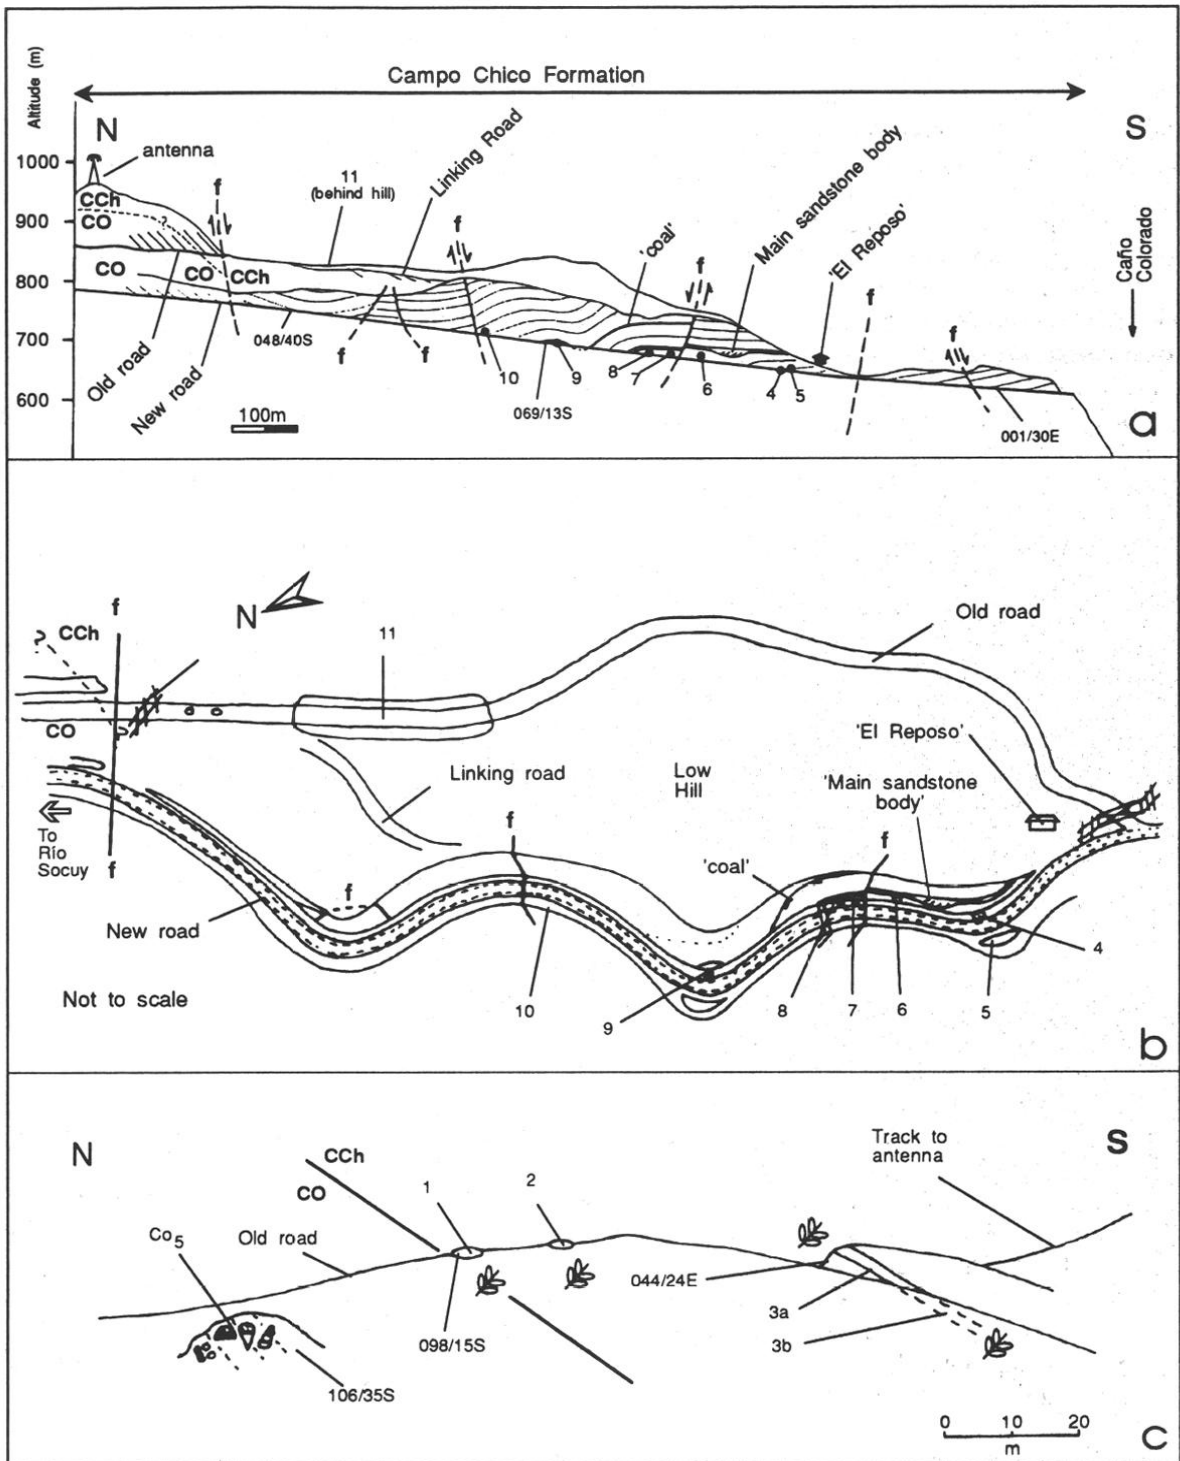 Campo Chico Formation
Altitude (m)
N
S
antenna
11
(behind hill)
Linking Road
Main sandstone body
'coal'
'El Reposo'
Caño
Colorado
1000
900
800
700
600
CCh
CO
?
CO
CO
CCh
f
f
f
f
f
f
f
048/40S
Old road
New road
100m
10
9
8
7
6
4
5
069/13S
001/30E
a
N
f
?
CCh
11
Old road
CO
?
'El Reposo'
Linking road
Low
Hill
'Main sandstone
body'
To
Río
Socuy
f
f
f
f
'coal'
New road
4
Not to scale
10
9
8
7
6
5
b
N
S
CCh
CO
1
2
Track to
antenna
Co5
Old road
044/24E
3a
3b
098/15S
106/35S
0 10 20
m
c